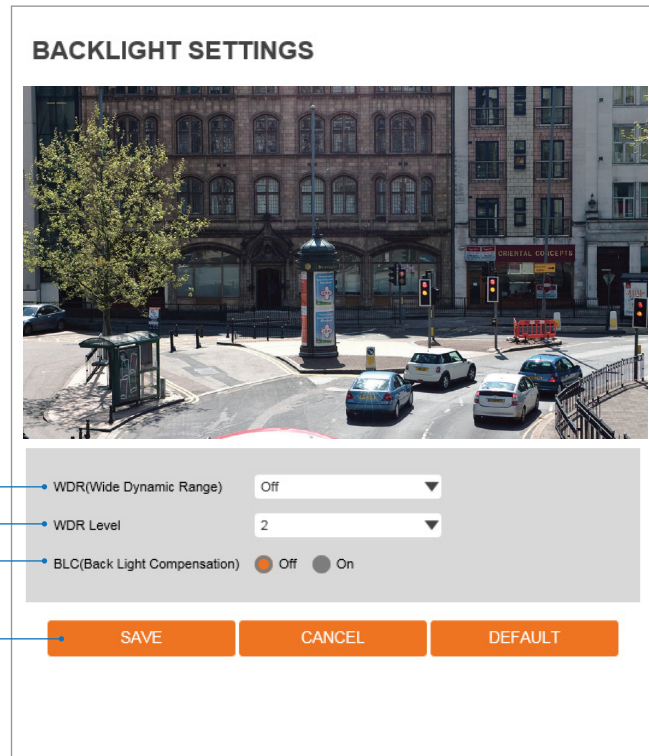 BACKLIGHT SETTINGS
ORIENTAL CONCEPTS
WDR(Wide Dynamic Range) Off
WDR Level 2
BLC(Back Light Compensation) Off On
SAVE CANCEL DEFAULT